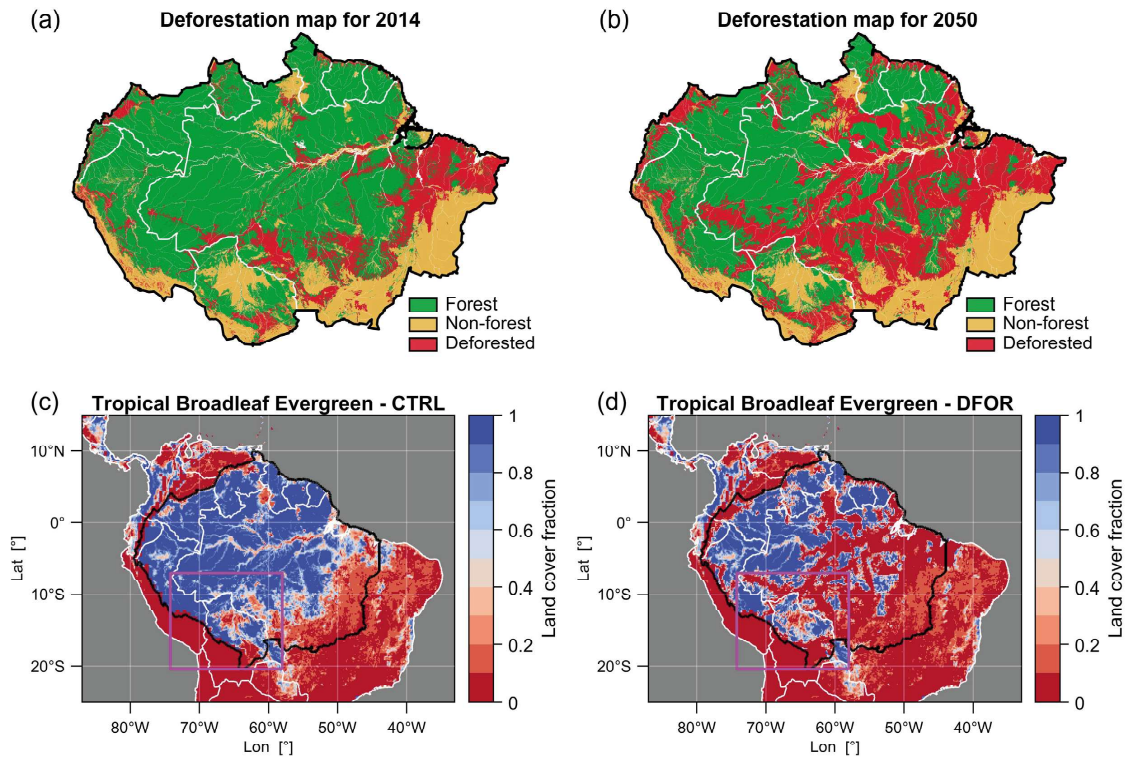 (a)
Deforestation map for 2014
Forest
Non-forest
Deforested
(b)
Deforestation map for 2050
Forest
Non-forest
Deforested
(c)
Tropical Broadleaf Evergreen - CTRL
10°N
0°
10°S
20°S
Lat [°]
80°W 70°W 60°W 50°W 40°W
Lon [°]
1
0.8
0.6
0.4
0.2
0
Land cover fraction
(d)
Tropical Broadleaf Evergreen - DFOR
10°N
0°
10°S
20°S
Lat [°]
80°W 70°W 60°W 50°W 40°W
Lon [°]
1
0.8
0.6
0.4
0.2
0
Land cover fraction